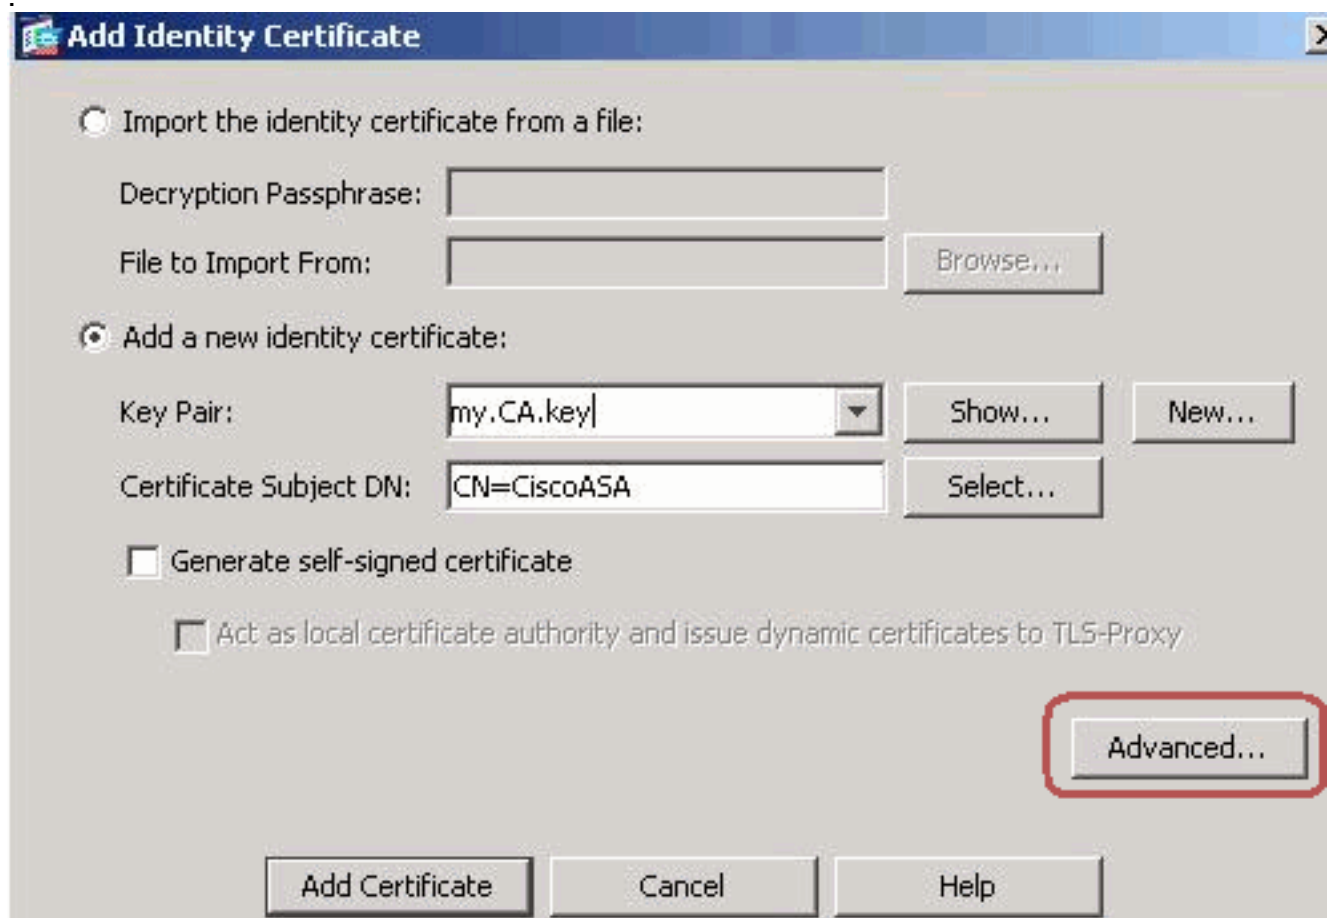 Add Identity Certificate
Import the identity certificate from a file:
Decryption Passphrase:
File to Import From: Browse...
Add a new identity certificate:
Key Pair: my.CA.key Show... New...
Certificate Subject DN: CN=CiscoASA Select...
Generate self-signed certificate
Act as local certificate authority and issue dynamic certificates to TLS-Proxy
Advanced...
Add Certificate Cancel Help